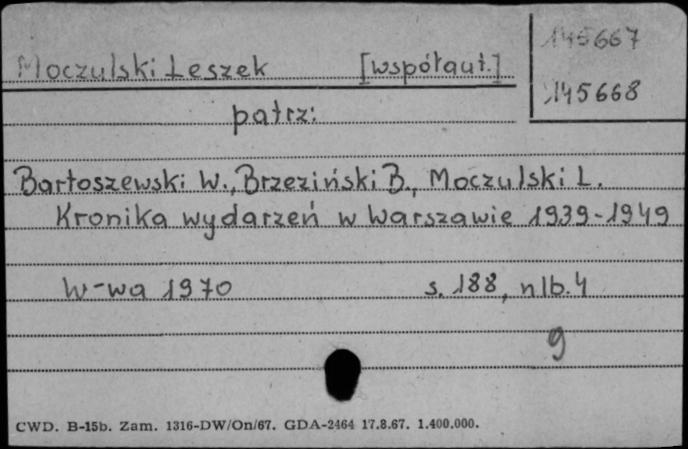 145667
Moczulski Leszek [współaut.]
145668
patrz:
Bartoszewski W., Brzeziński B., Moczulski L.
Kronika wydarzeń w Warszawie 1939-1949
W-wa 1970 s. 188, nlb. 4
9
CWD. B-15b. Zam. 1316-DW/On/67. GDA-2464 17.8.67. 1.400.000.